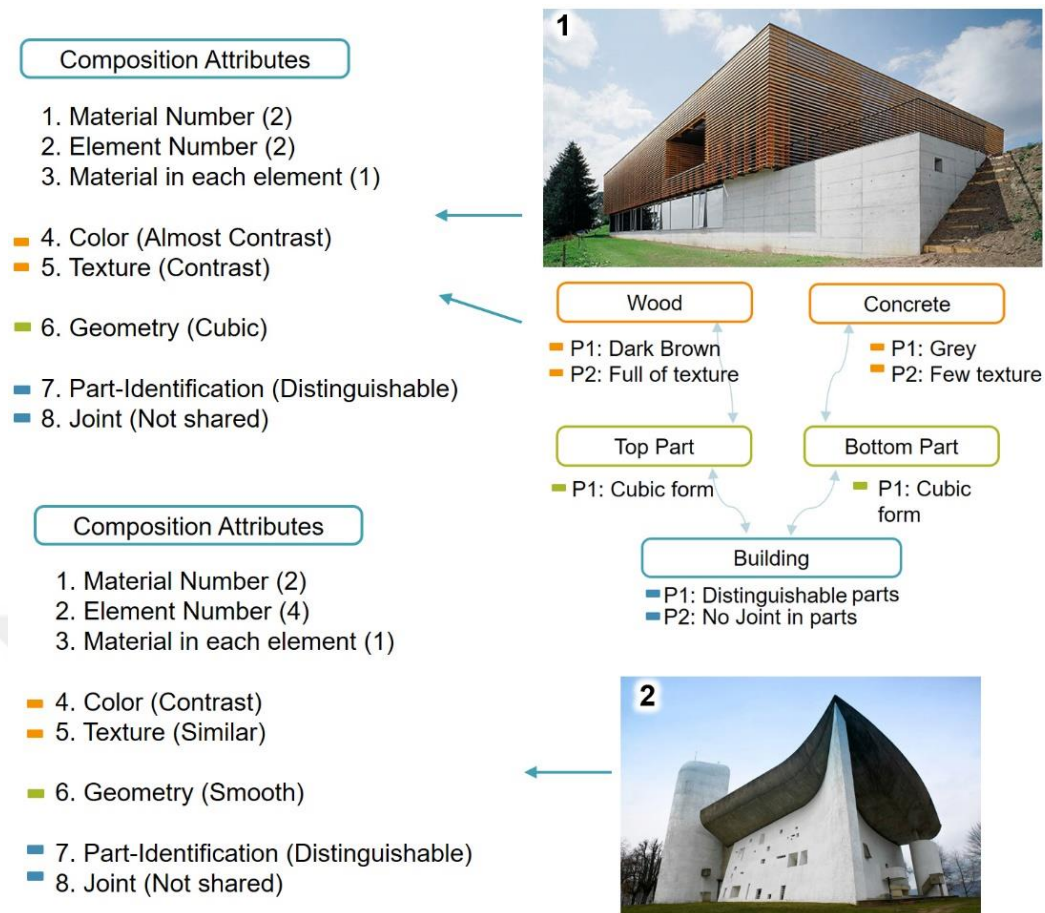 Composition Attributes
1. Material Number (2)
2. Element Number (2)
3. Material in each element (1)
4. Color (Almost Contrast)
5. Texture (Contrast)
6. Geometry (Cubic)
7. Part-Identification (Distinguishable)
8. Joint (Not shared)
1
Wood
P1: Dark Brown
P2: Full of texture
Concrete
P1: Grey
P2: Few texture
Top Part
P1: Cubic form
Bottom Part
P1: Cubic
form
Building
P1: Distinguishable parts
P2: No Joint in parts
Composition Attributes
1. Material Number (2)
2. Element Number (4)
3. Material in each element (1)
4. Color (Contrast)
5. Texture (Similar)
6. Geometry (Smooth)
7. Part-Identification (Distinguishable)
8. Joint (Not shared)
2